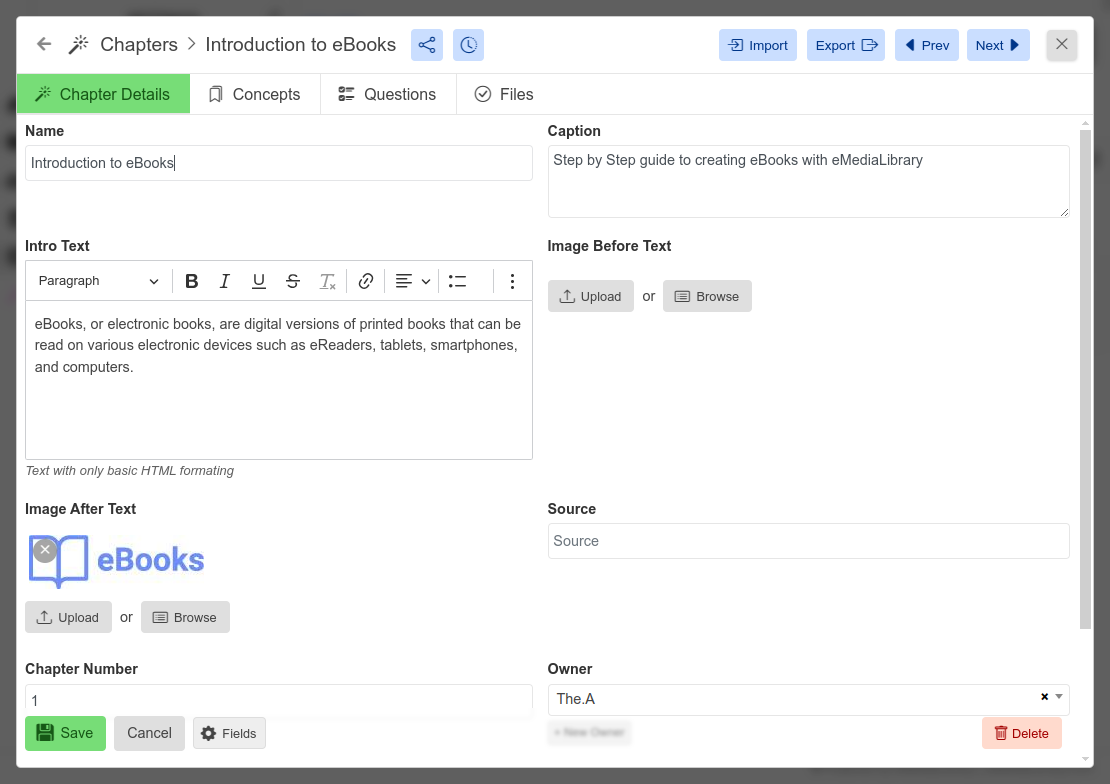 Chapters > Introduction to eBooks
Import Export Prev Next
Chapter Details Concepts Questions Files
Name Caption
Introduction to eBooks Step by Step guide to creating eBooks with eMediaLibrary
Intro Text Image Before Text
Paragraph B I U S Tx
Upload or Browse
eBooks, or electronic books, are digital versions of printed books that can be
read on various electronic devices such as eReaders, tablets, smartphones,
and computers.
Text with only basic HTML formating
Image After Text Source
eBooks Source
Upload or Browse
Chapter Number Owner
1 The.A
+ New Owner
Save Cancel Fields Delete